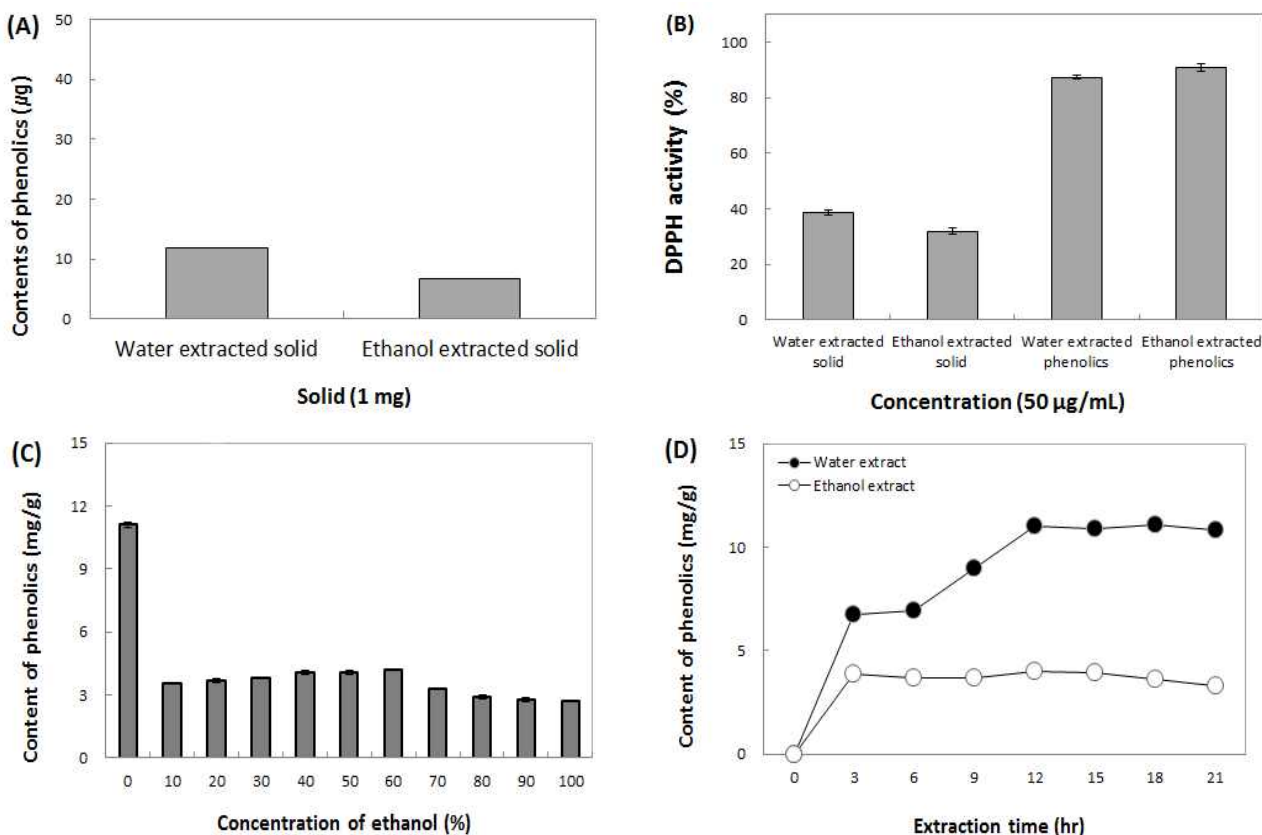 (A)
Contents of phenolics (㎍)
50
40
30
20
10
0
Water extracted solid
Ethanol extracted solid
Solid (1 mg)
(B)
DPPH activity (%)
100
80
60
40
20
0
Water extracted
solid
Ethanol extracted
solid
Water extracted
phenolics
Ethanol extracted
phenolics
Concentration (50 µg/mL)
(C)
Content of phenolics (mg/g)
15
12
9
6
3
0
0 10 20 30 40 50 60 70 80 90 100
Concentration of ethanol (%)
(D)
Content of phenolics (mg/g)
15
10
5
0
Water extract
Ethanol extract
0 3 6 9 12 15 18 21
Extraction time (hr)